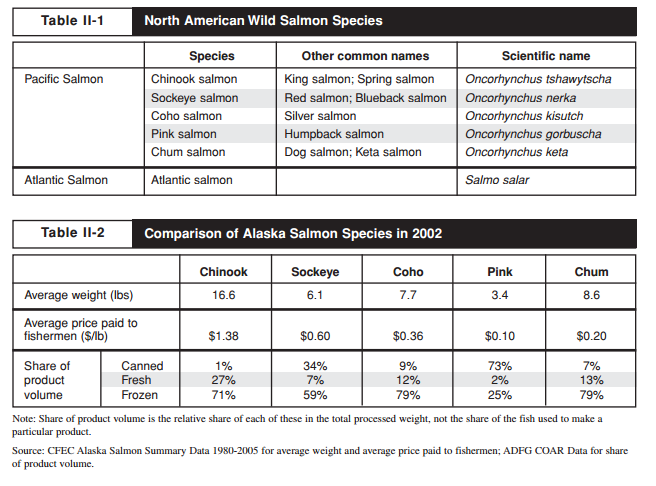 Table II-1 North American Wild Salmon Species
Species Other common names Scientific name
Pacific Salmon Chinook salmon King salmon; Spring salmon Oncorhynchus tshawytscha
Sockeye salmon Red salmon; Blueback salmon Oncorhynchus nerka
Coho salmon Silver salmon Oncorhynchus kisutch
Pink salmon Humpback salmon Oncorhynchus gorbuscha
Chum salmon Dog salmon; Keta salmon Oncorhynchus keta
Atlantic Salmon Atlantic salmon Salmo salar
Table II-2 Comparison of Alaska Salmon Species in 2002
Chinook Sockeye Coho Pink Chum
Average weight (lbs) 16.6 6.1 7.7 3.4 8.6
Average price paid to
fishermen ($/lb) $1.38 $0.60 $0.36 $0.10 $0.20
Share of Canned 1% 34% 9% 73% 7%
product Fresh 27% 7% 12% 2% 13%
volume Frozen 71% 59% 79% 25% 79%
Note: Share of product volume is the relative share of each of these in the total processed weight, not the share of the fish used to make a
particular product.
Source: CFEC Alaska Salmon Summary Data 1980-2005 for average weight and average price paid to fishermen; ADFG COAR Data for share
of product volume.